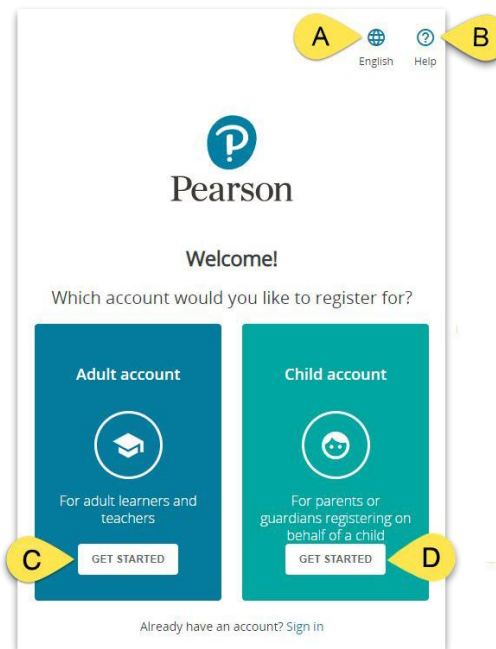 A
B
English
Help
Pearson
Welcome!
Which account would you like to register for?
Adult account
For adult learners and
teachers
C
GET STARTED
Child account
For parents or
guardians registering on
behalf of a child
GET STARTED
D
Already have an account? Sign in